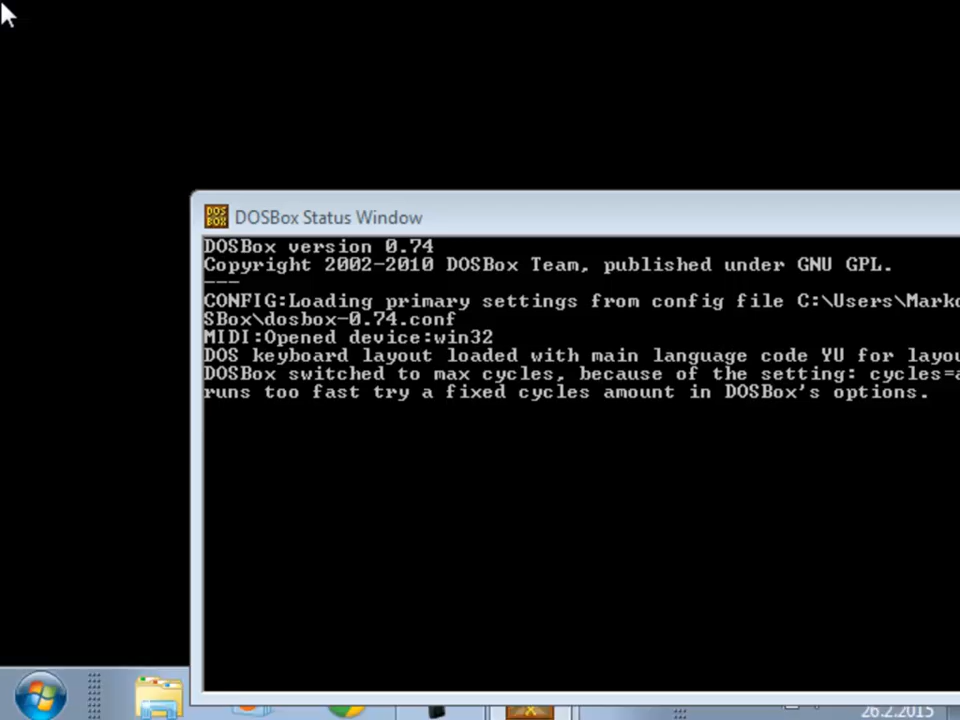 DOSBox Status Window
DOSBox version 0.74
Copyright 2002-2010 DOSBox Team, published under GNU GPL.
---
CONFIG:Loading primary settings from config file C:\Users\Marko
SBox\dosbox-0.74.conf
MIDI:Opened device:win32
DOS keyboard layout loaded with main language code YU for layou
DOSBox switched to max cycles, because of the setting: cycles=a
runs too fast try a fixed cycles amount in DOSBox's options.
26.2.2015